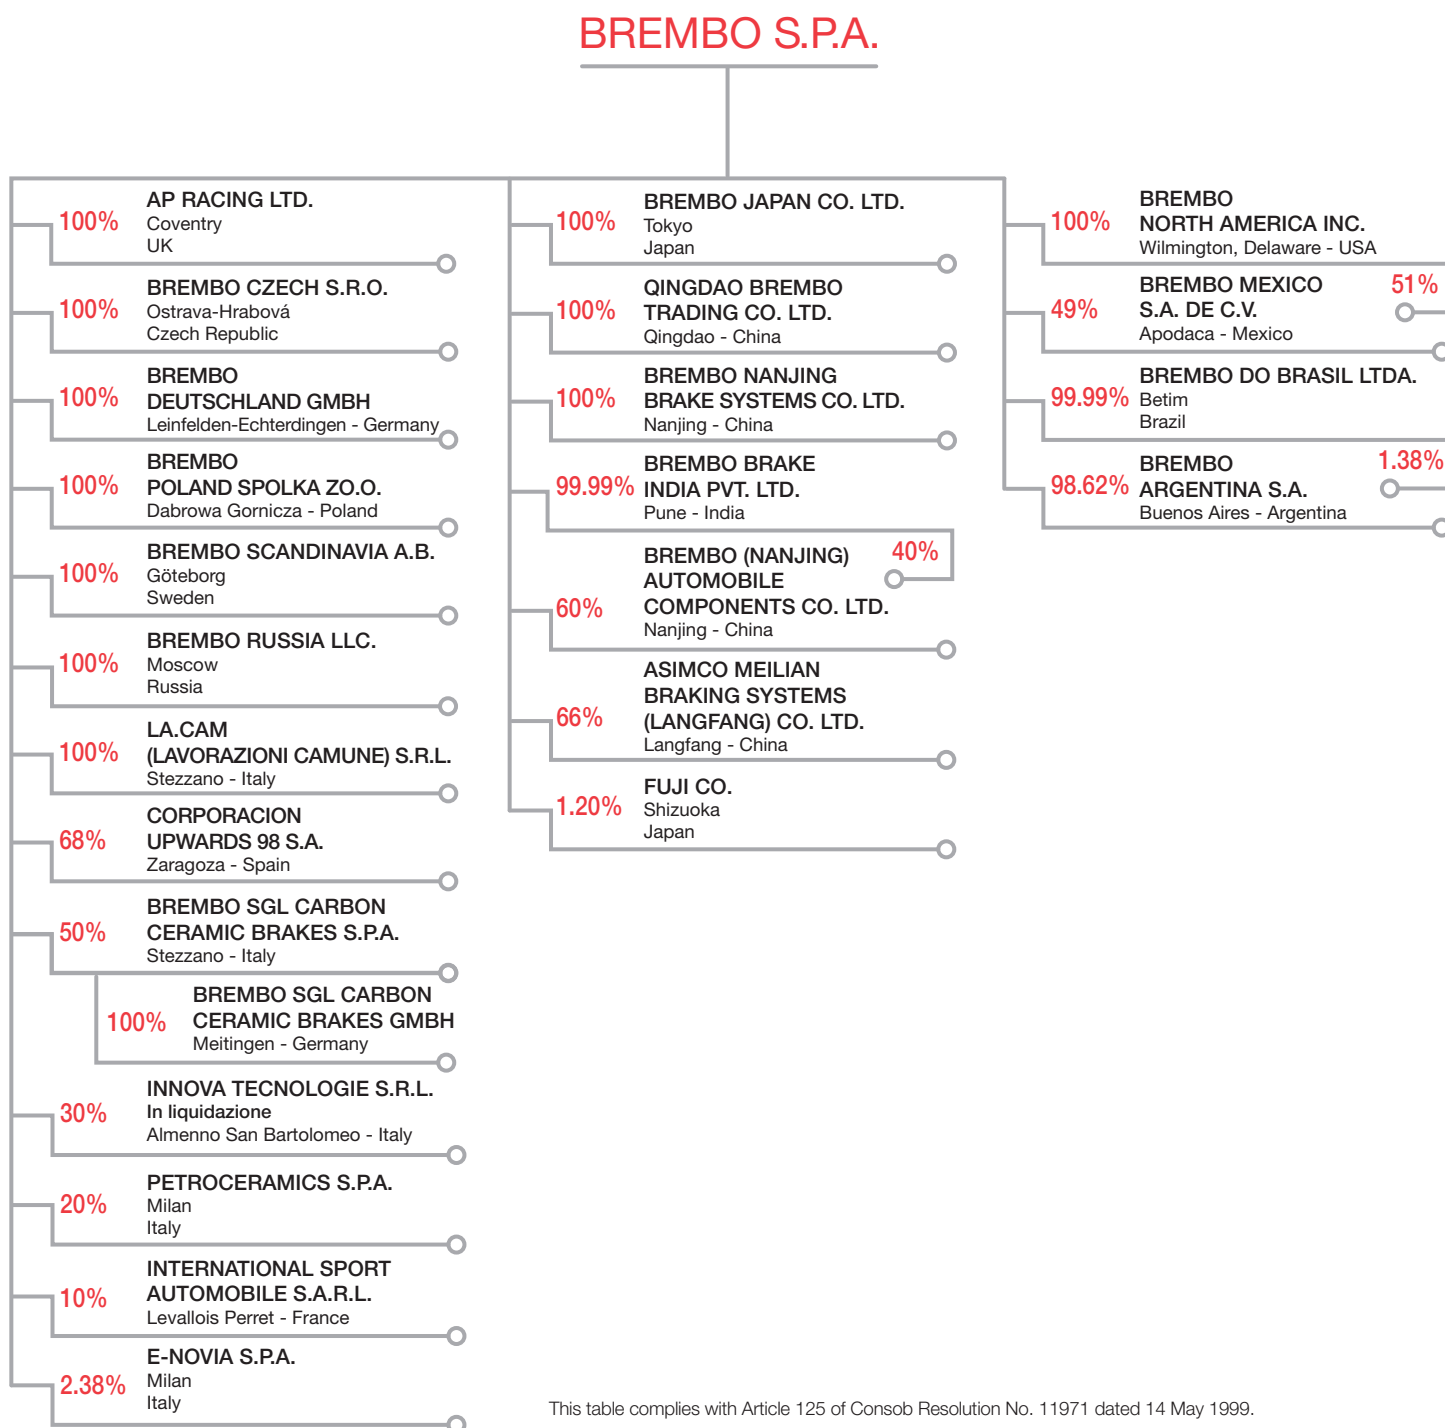 BREMBO S.P.A.
100%
AP RACING LTD.
Coventry
UK
100%
BREMBO CZECH S.R.O.
Ostrava-Hrabová
Czech Republic
100%
BREMBO
DEUTSCHLAND GMBH
Leinfelden-Echterdingen - Germany
100%
BREMBO
POLAND SPOLKA ZO.O.
Dabrowa Gornicza - Poland
100%
BREMBO SCANDINAVIA A.B.
Göteborg
Sweden
100%
BREMBO RUSSIA LLC.
Moscow
Russia
100%
LA.CAM
(LAVORAZIONI CAMUNE) S.R.L.
Stezzano - Italy
68%
CORPORACION
UPWARDS 98 S.A.
Zaragoza - Spain
50%
BREMBO SGL CARBON
CERAMIC BRAKES S.P.A.
Stezzano - Italy
100%
BREMBO SGL CARBON
CERAMIC BRAKES GMBH
Meitingen - Germany
30%
INNOVA TECNOLOGIE S.R.L.
In liquidazione
Almenno San Bartolomeo - Italy
20%
PETROCERAMICS S.P.A.
Milan
Italy
10%
INTERNATIONAL SPORT
AUTOMOBILE S.A.R.L.
Levallois Perret - France
2.38%
E-NOVIA S.P.A.
Milan
Italy
100%
BREMBO JAPAN CO. LTD.
Tokyo
Japan
100%
QINGDAO BREMBO
TRADING CO. LTD.
Qingdao - China
100%
BREMBO NANJING
BRAKE SYSTEMS CO. LTD.
Nanjing - China
99.99%
BREMBO BRAKE
INDIA PVT. LTD.
Pune - India
60%
BREMBO (NANJING)
AUTOMOBILE
COMPONENTS CO. LTD.
Nanjing - China
40%
66%
ASIMCO MEILIAN
BRAKING SYSTEMS
(LANGFANG) CO. LTD.
Langfang - China
1.20%
FUJI CO.
Shizuoka
Japan
100%
BREMBO
NORTH AMERICA INC.
Wilmington, Delaware - USA
49%
BREMBO MEXICO
S.A. DE C.V.
Apodaca - Mexico
51%
99.99%
BREMBO DO BRASIL LTDA.
Betim
Brazil
98.62%
BREMBO
ARGENTINA S.A.
Buenos Aires - Argentina
1.38%
This table complies with Article 125 of Consob Resolution No. 11971 dated 14 May 1999.